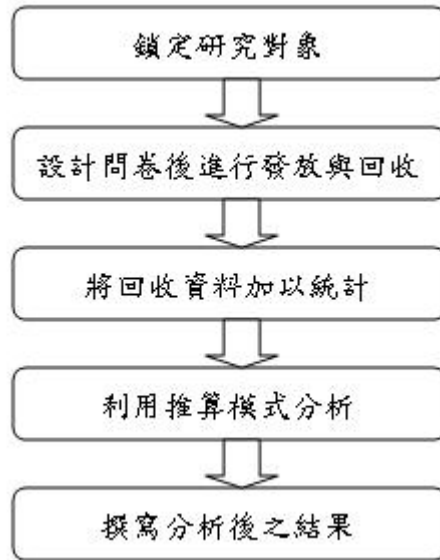 鎖定研究對象
設計問卷後進行發放與回收
將回收資料加以統計
利用推算模式分析
撰寫分析後之結果